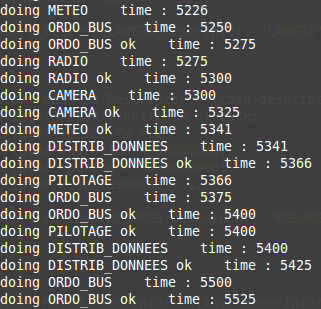 doing METEO    time : 5226
doing ORDO_BUS    time : 5250
doing ORDO_BUS ok    time : 5275
doing RADIO    time : 5275
doing RADIO ok    time : 5300
doing CAMERA    time : 5300
doing CAMERA ok    time : 5325
doing METEO ok    time : 5341
doing DISTRIB_DONNEES    time : 5341
doing DISTRIB_DONNEES ok    time : 5366
doing PILOTAGE    time : 5366
doing ORDO_BUS    time : 5375
doing ORDO_BUS ok    time : 5400
doing PILOTAGE ok    time : 5400
doing DISTRIB_DONNEES    time : 5400
doing DISTRIB_DONNEES ok    time : 5425
doing ORDO_BUS    time : 5500
doing ORDO_BUS ok    time : 5525